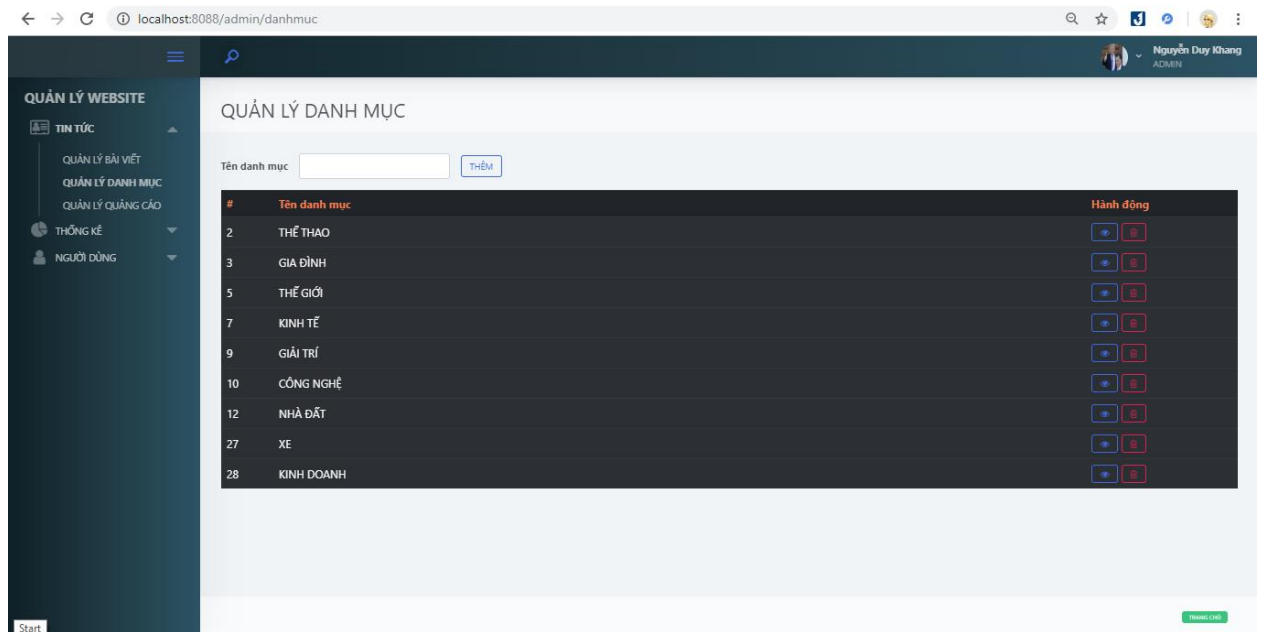 localhost:8088/admin/danhmuc
Nguyễn Duy Khang
ADMIN
QUẢN LÝ WEBSITE
TIN TỨC
QUẢN LÝ BÀI VIẾT
QUẢN LÝ DANH MỤC
QUẢN LÝ QUẢNG CÁO
THỐNG KÊ
NGƯỜI DÙNG
QUẢN LÝ DANH MỤC
Tên danh mục THÊM
# Tên danh mục Hành động
2 THỂ THAO
3 GIA ĐÌNH
5 THẾ GIỚI
7 KINH TẾ
9 GIẢI TRÍ
10 CÔNG NGHỆ
12 NHÀ ĐẤT
27 XE
28 KINH DOANH
TRANG CHỦ
Start